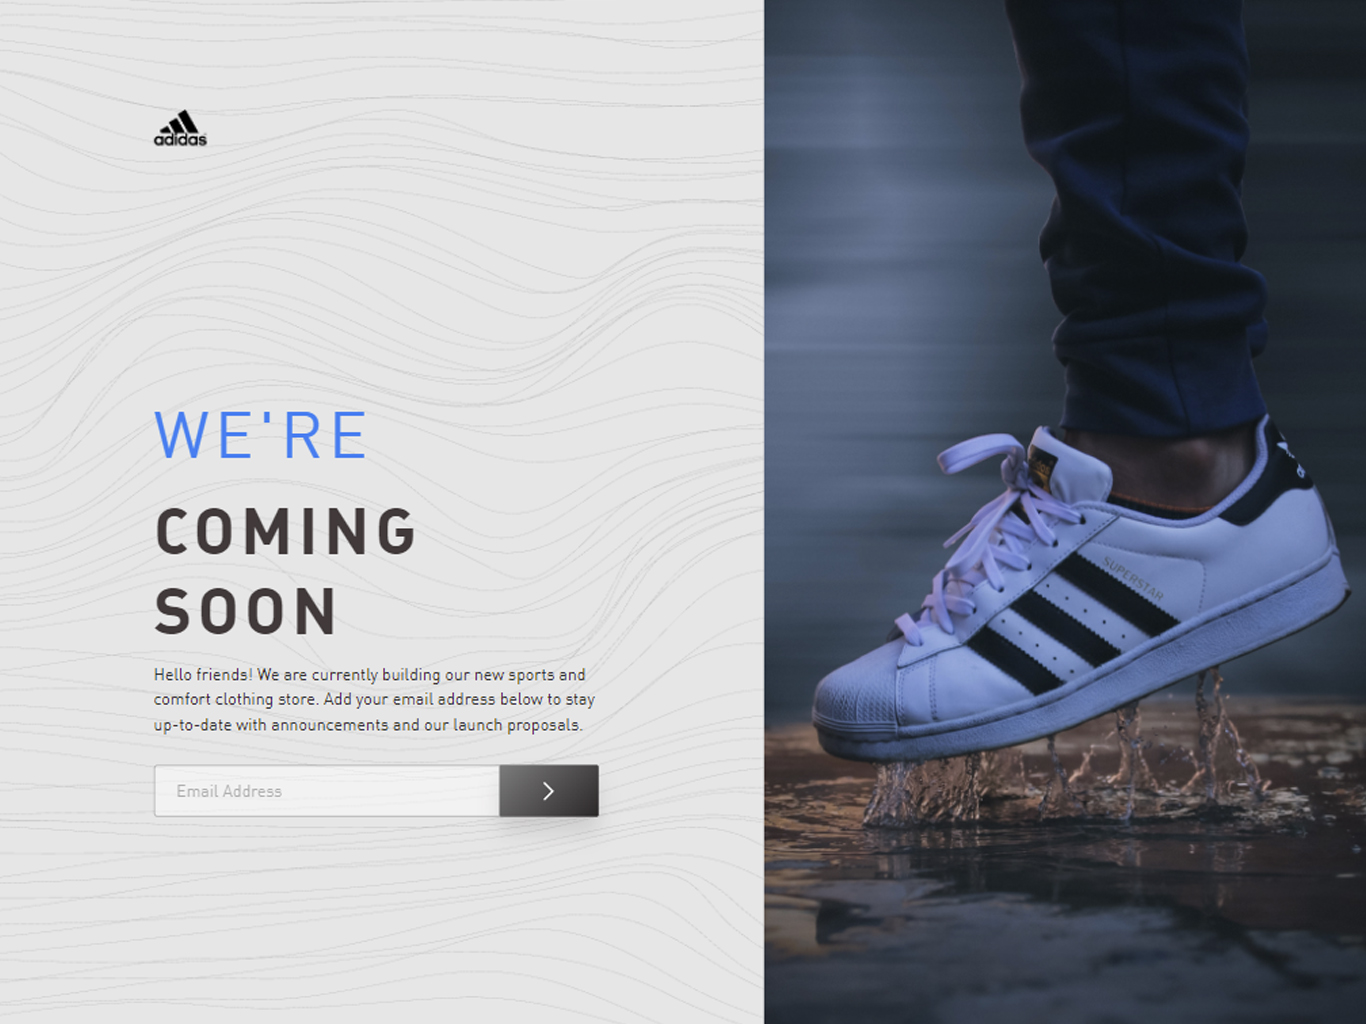 adidas
WE'RE
COMING
SOON
Hello friends! We are currently building our new sports and
comfort clothing store. Add your email address below to stay
up-to-date with announcements and our launch proposals.
Email Address
SUPERSTAR